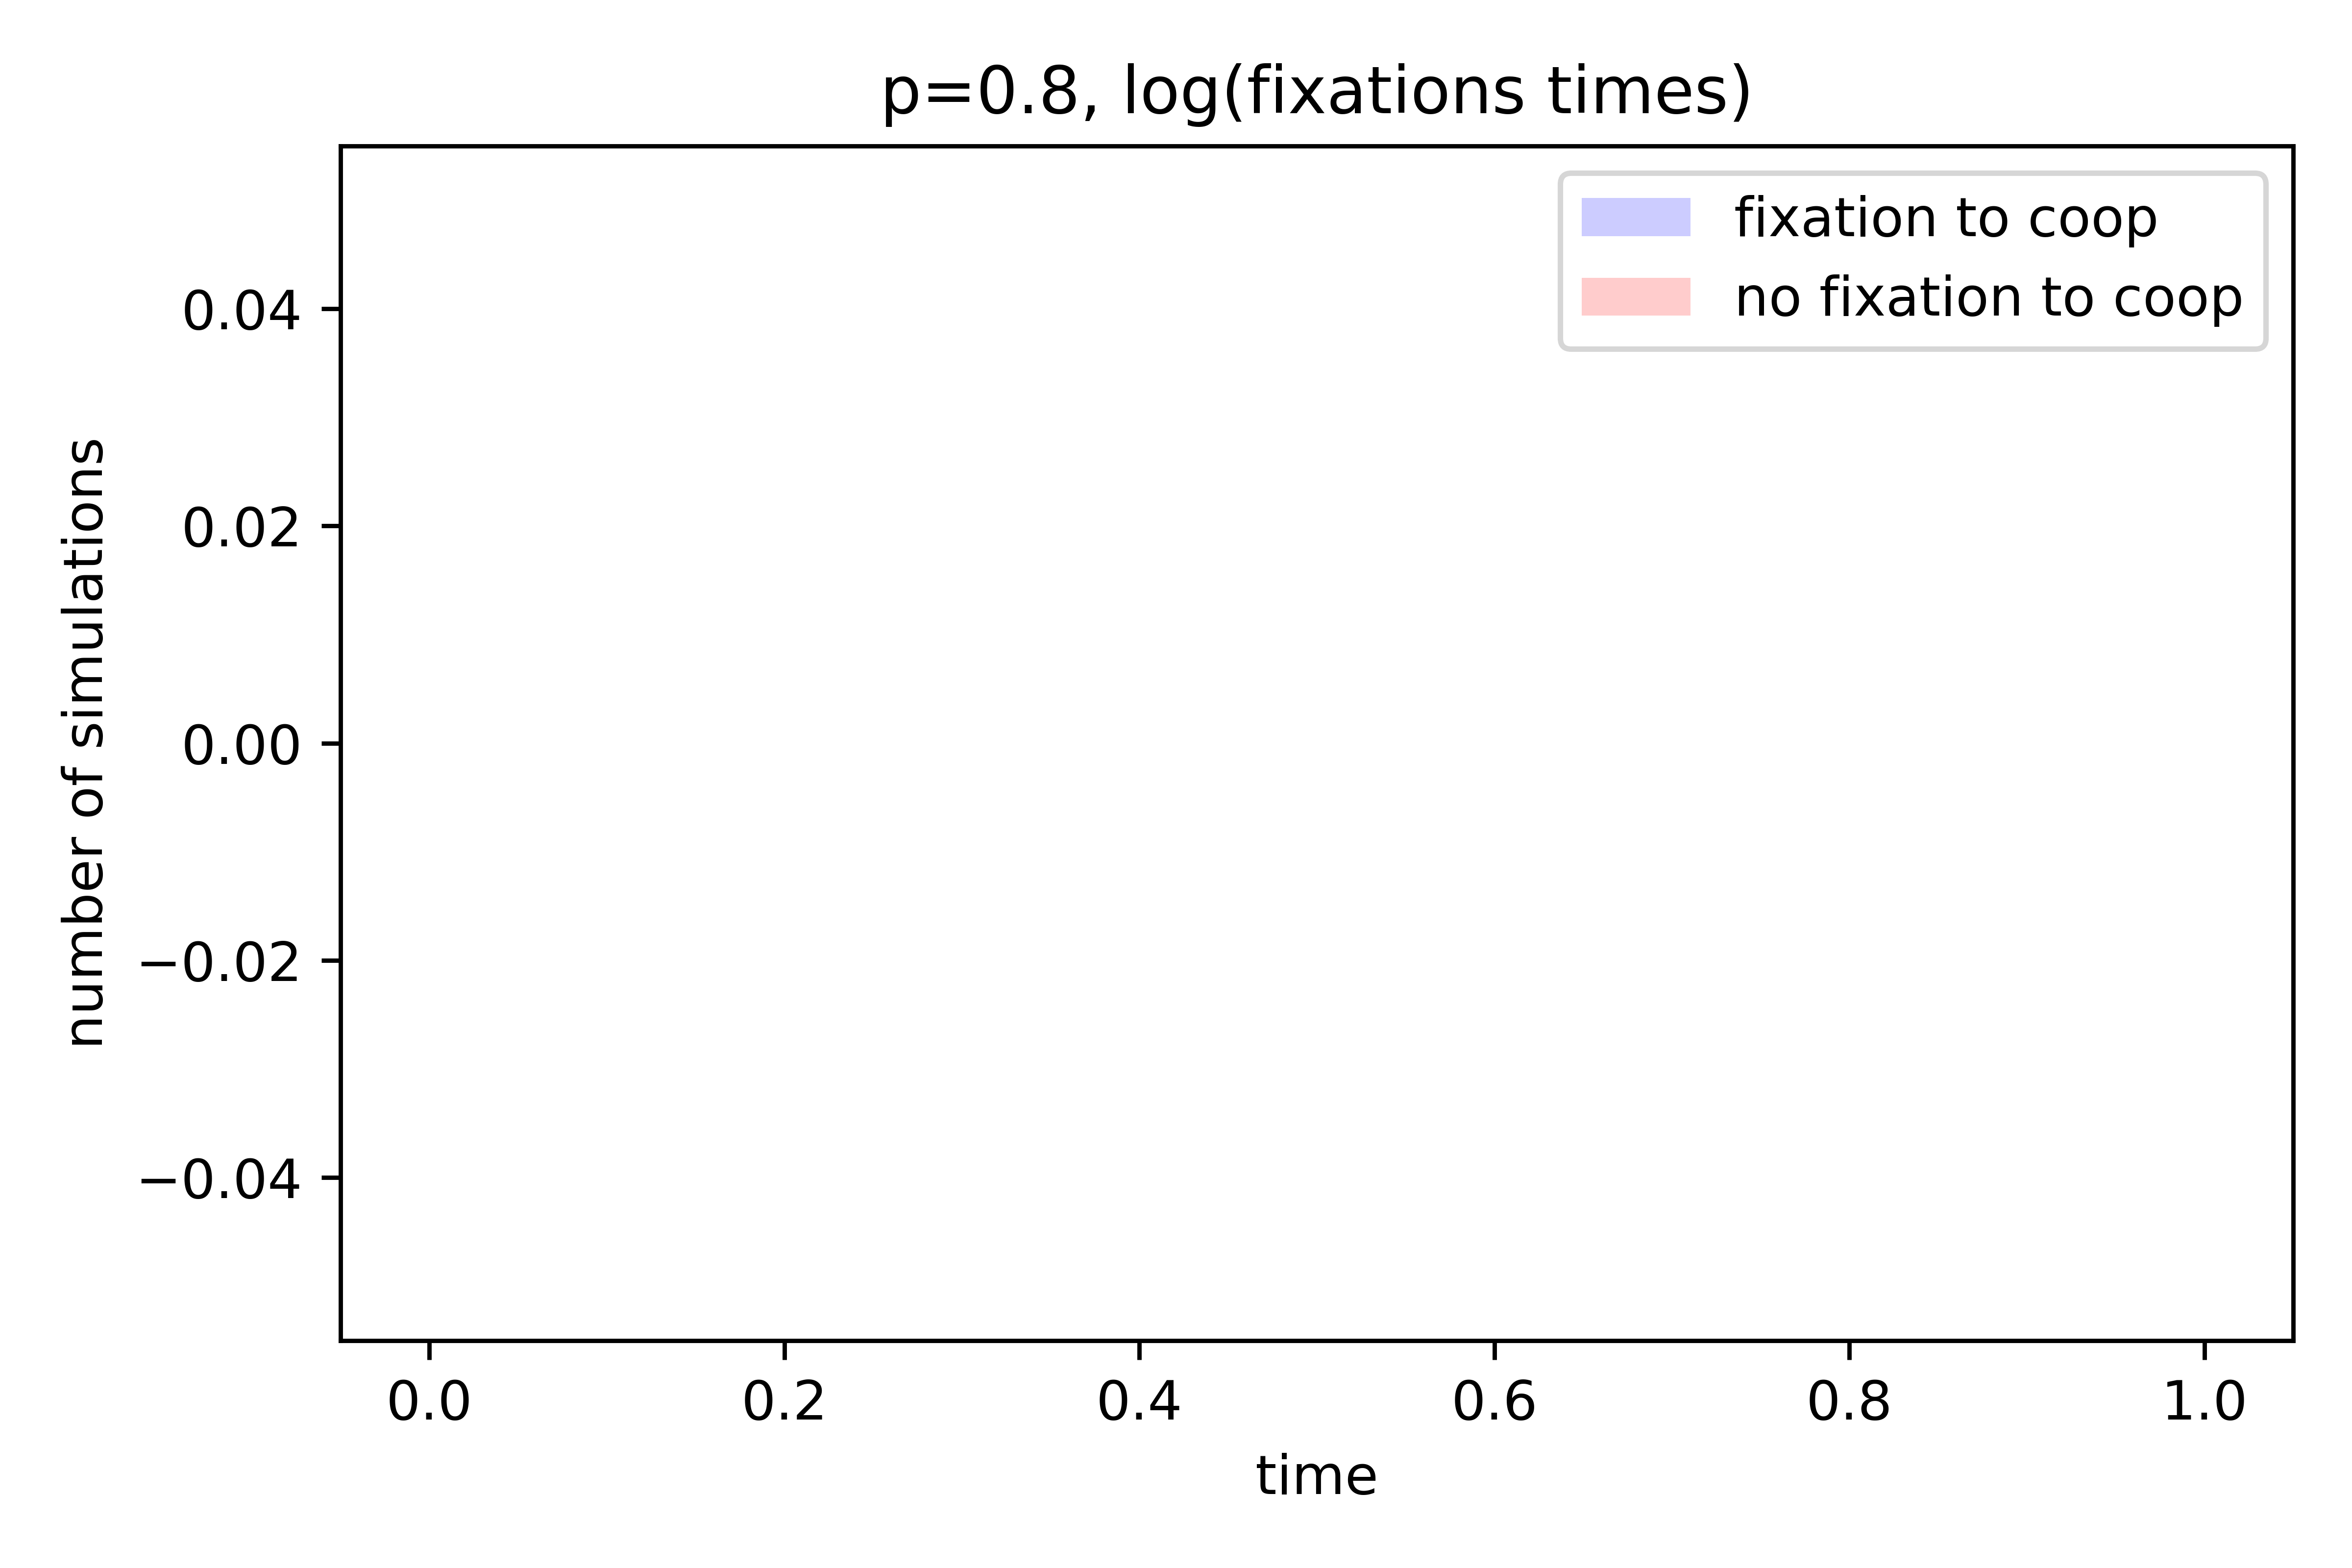 p=0.8, log(fixations times)
fixation to coop
no fixation to coop
number of simulations
0.04
0.02
0.00
−0.02
−0.04
0.0 0.2 0.4 0.6 0.8 1.0
time